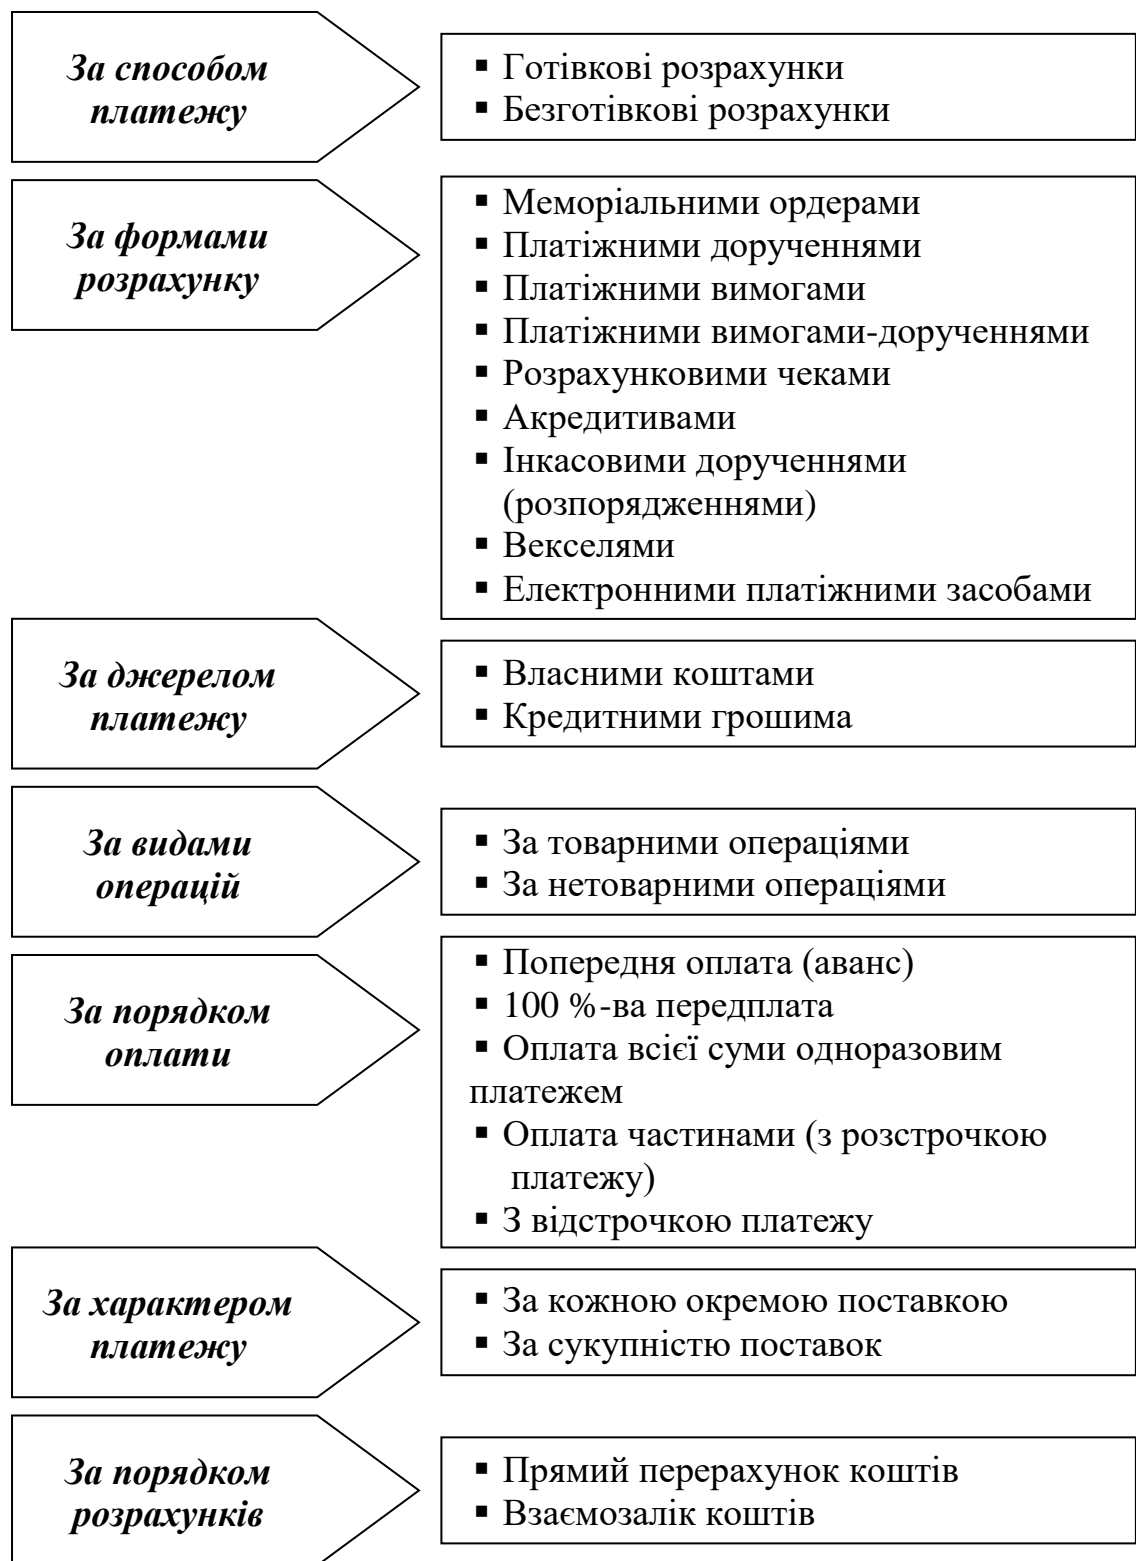 За способом
платежу
▪ Готівкові розрахунки
▪ Безготівкові розрахунки
За формами
розрахунку
▪ Меморіальними ордерами
▪ Платіжними дорученнями
▪ Платіжними вимогами
▪ Платіжними вимогами-дорученнями
▪ Розрахунковими чеками
▪ Акредитивами
▪ Інкасовими дорученнями
(розпорядженнями)
▪ Векселями
▪ Електронними платіжними засобами
За джерелом
платежу
▪ Власними коштами
▪ Кредитними грошима
За видами
операцій
▪ За товарними операціями
▪ За нетоварними операціями
За порядком
оплати
▪ Попередня оплата (аванс)
▪ 100 %-ва передплата
▪ Оплата всієї суми одноразовим
платежем
▪ Оплата частинами (з розстрочкою
платежу)
▪ З відстрочкою платежу
За характером
платежу
▪ За кожною окремою поставкою
▪ За сукупністю поставок
За порядком
розрахунків
▪ Прямий перерахунок коштів
▪ Взаємозалік коштів